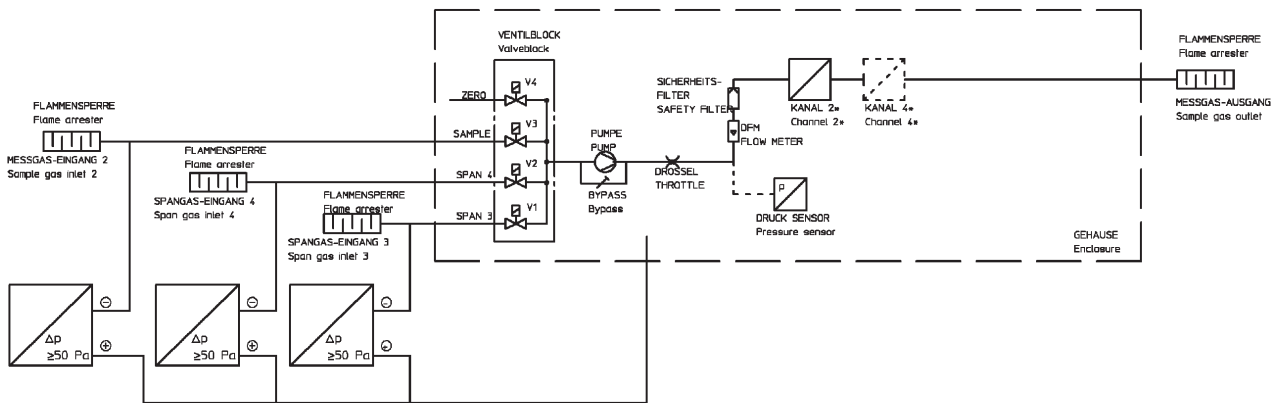 VENTILBLOCK
Valveblock
V4
ZERO
V3
SAMPLE
V2
SPAN 4
V1
SPAN 3
FLAMMENSPERRE
Flame arrester
MESSGAS-EINGANG 2
Sample gas inlet 2
FLAMMENSPERRE
Flame arrester
SPANGAS-EINGANG 4
Span gas inlet 4
FLAMMENSPERRE
Flame arrester
SPANGAS-EINGANG 3
Span gas inlet 3
PUMPE
PUMP
BYPASS
Bypass
DROSSEL
THROTTLE
SICHERHEITS-
FILTER
SAFETY FILTER
DFM
FLOW METER
KANAL 2*
Channel 2*
KANAL 4*
Channel 4*
P
DRUCK SENSOR
Pressure sensor
GEHAUSE
Enclosure
FLAMMENSPERRE
Flame arrester
MESSGAS-AUSGANG
Sample gas outlet
Δp
≥50 Pa
⊖
⊕
Δp
≥50 Pa
⊖
⊕
Δp
≥50 Pa